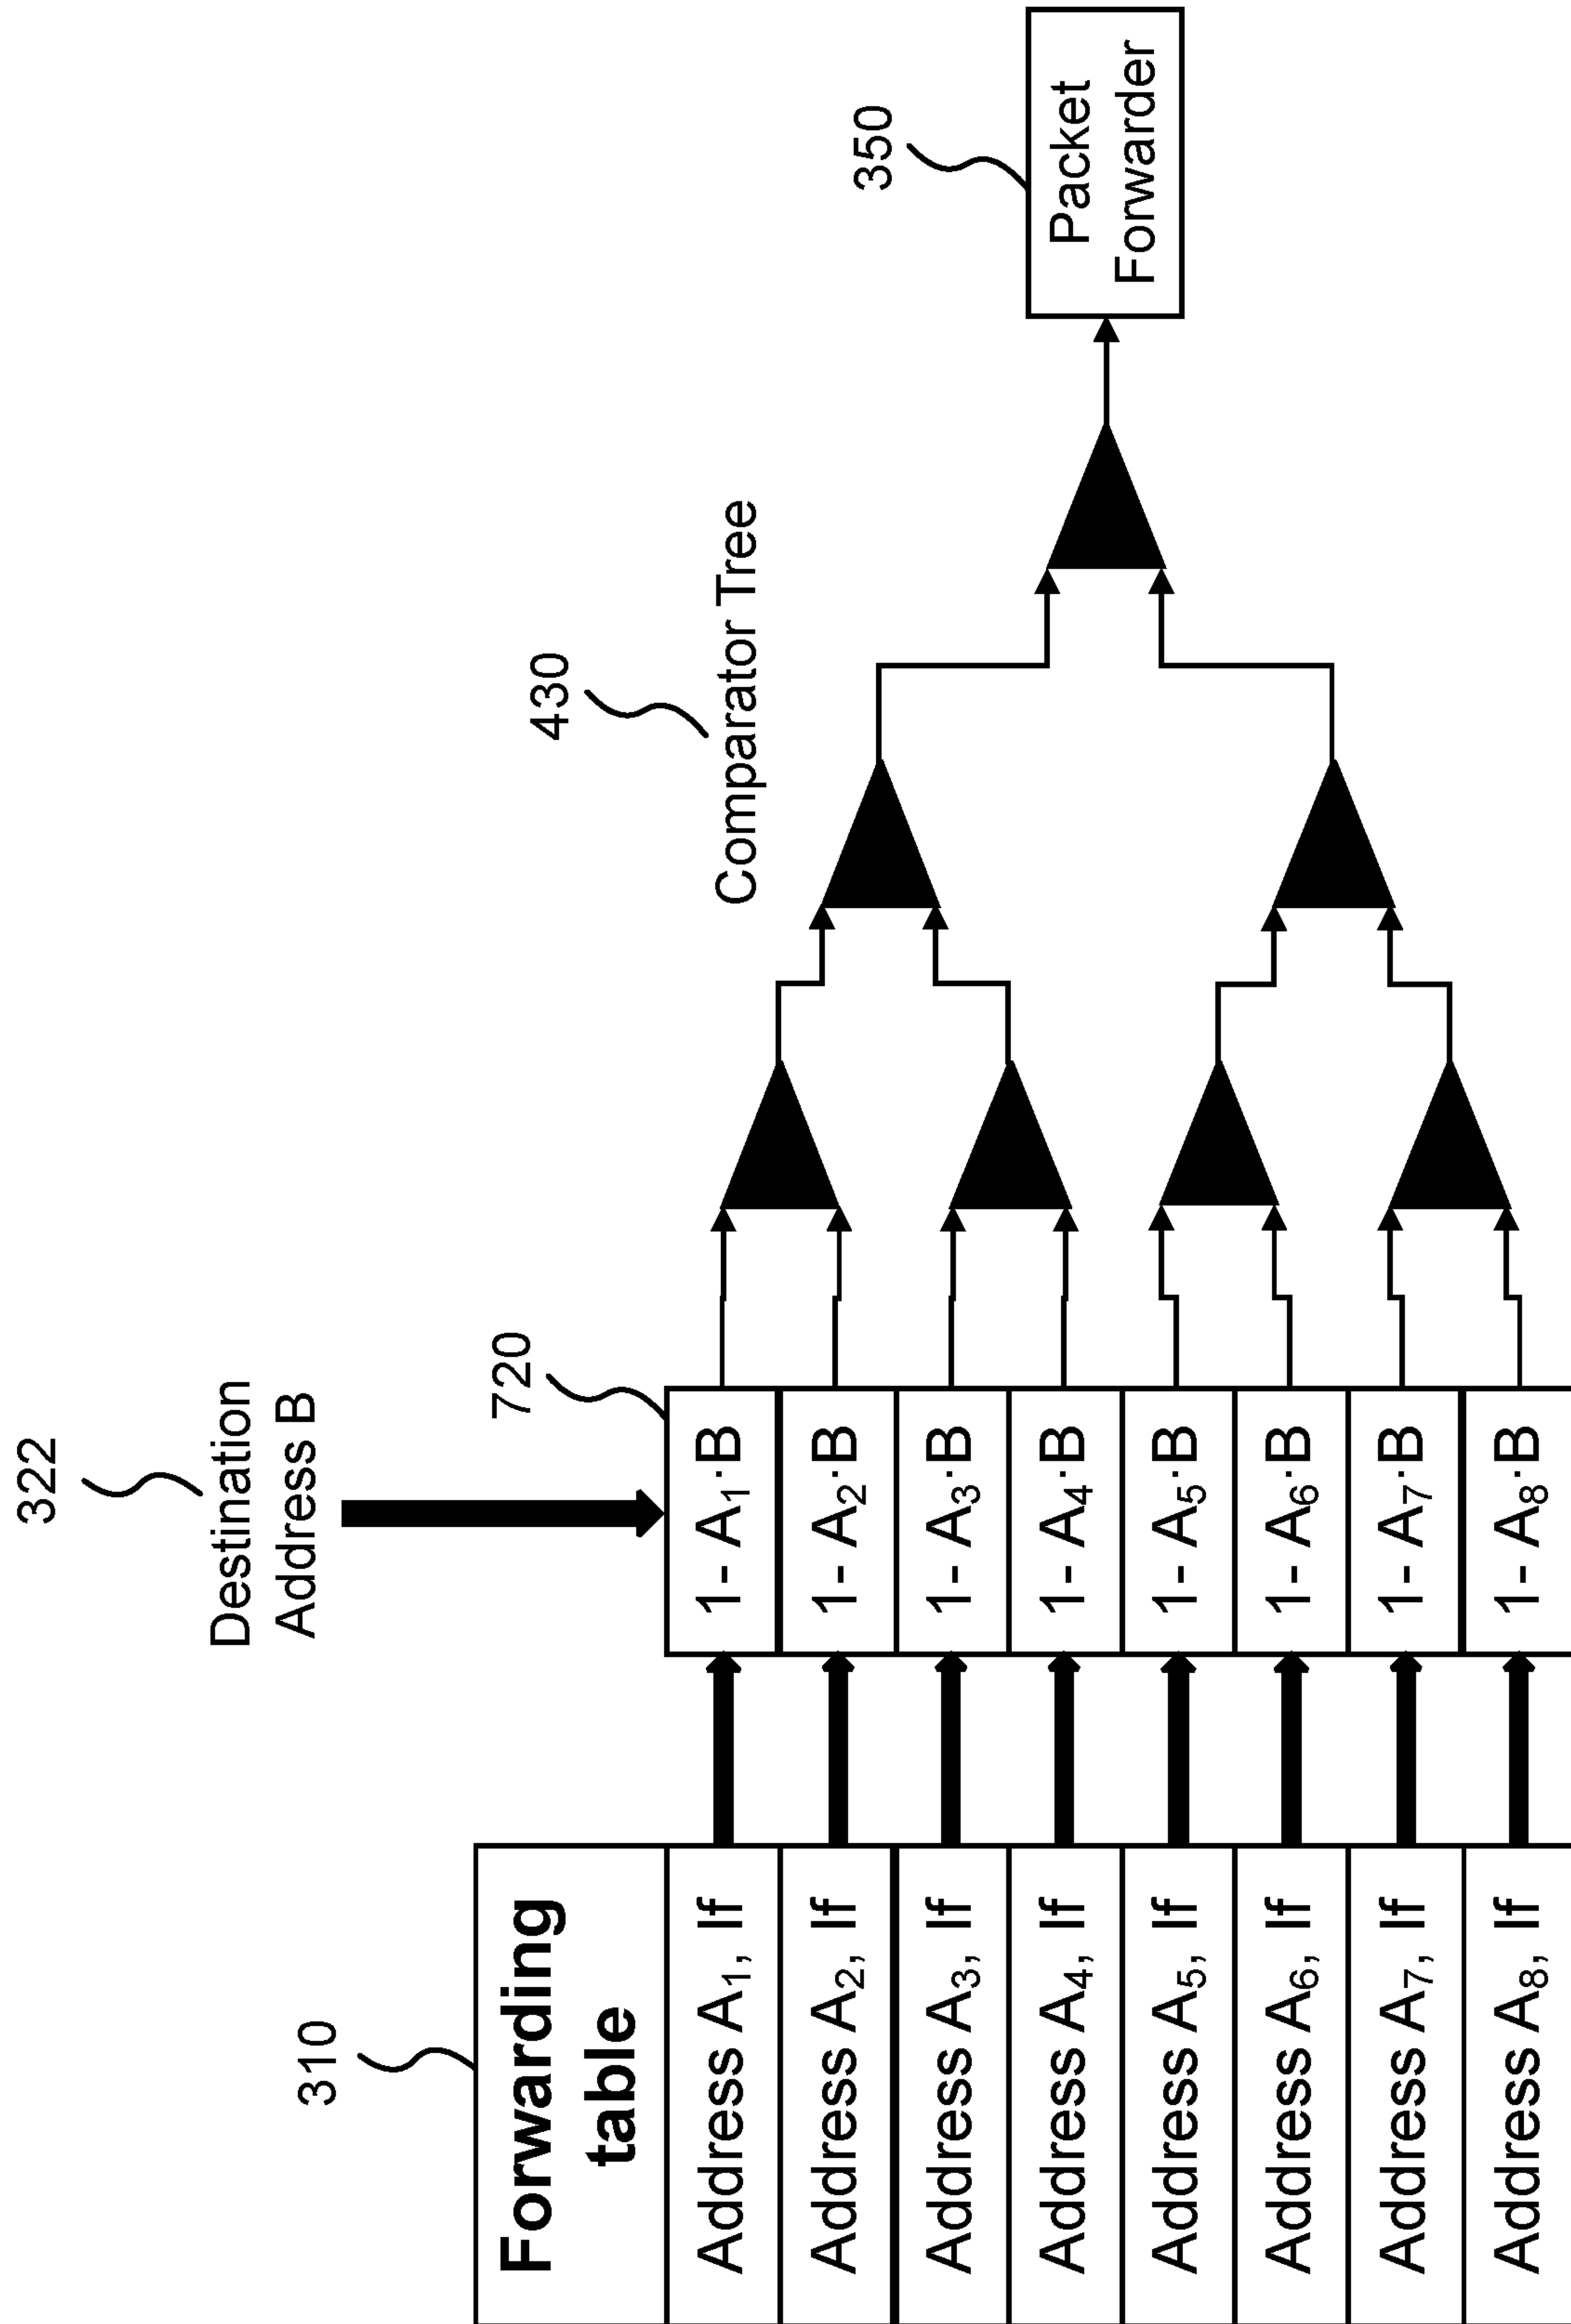 322
Destination
Address B
310
Forwarding
table
Address A1, If
Address A2, If
Address A3, If
Address A4, If
Address A5, If
Address A6, If
Address A7, If
Address A8, If
720
1- A1·B
1- A2·B
1- A3·B
1- A4·B
1- A5·B
1- A6·B
1- A7·B
1- A8·B
430
Comparator Tree
350
Packet
Forwarder